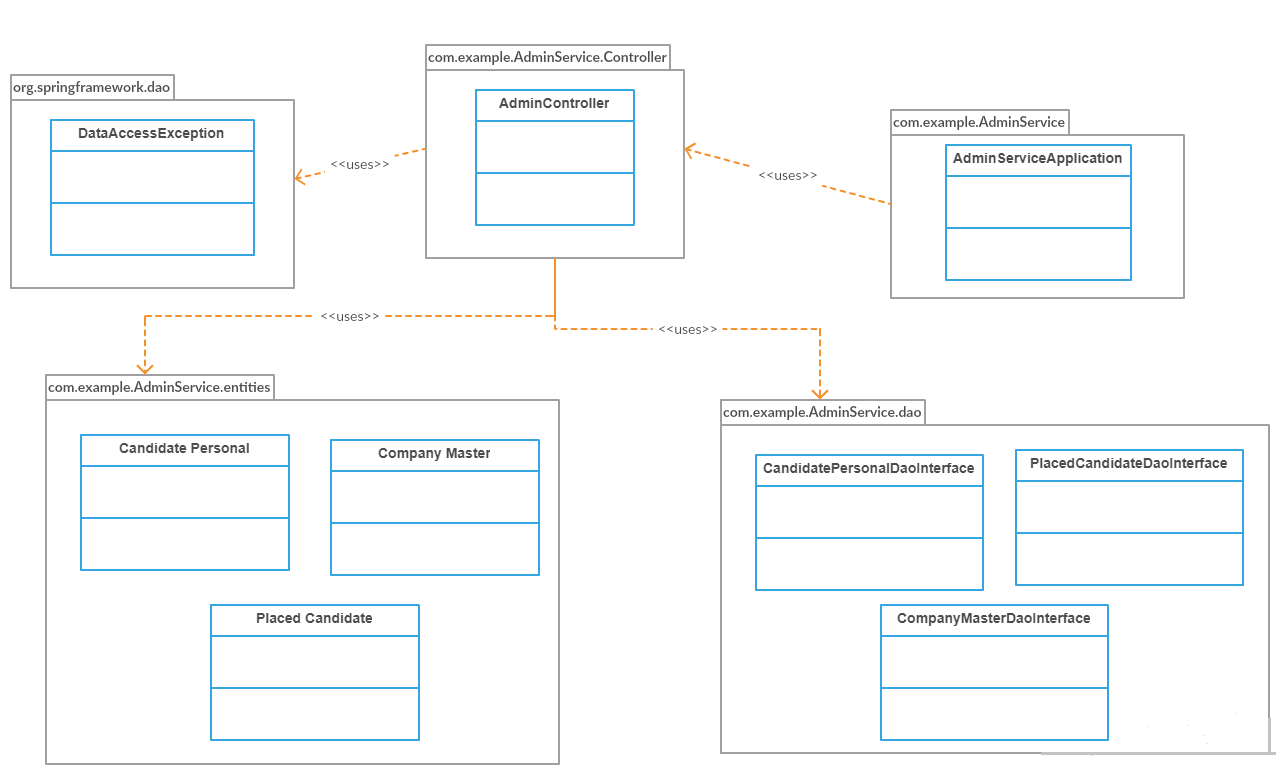 com.example.AdminService.Controller
org.springframework.dao
AdminController
com.example.AdminService
DataAccessException
AdminServiceApplication
<<uses>>
<<uses>>
<<uses>>
<<uses>>
com.example.AdminService.entities
com.example.AdminService.dao
Candidate Personal
Company Master
CandidatePersonalDaoInterface
PlacedCandidateDaoInterface
Placed Candidate
CompanyMasterDaoInterface